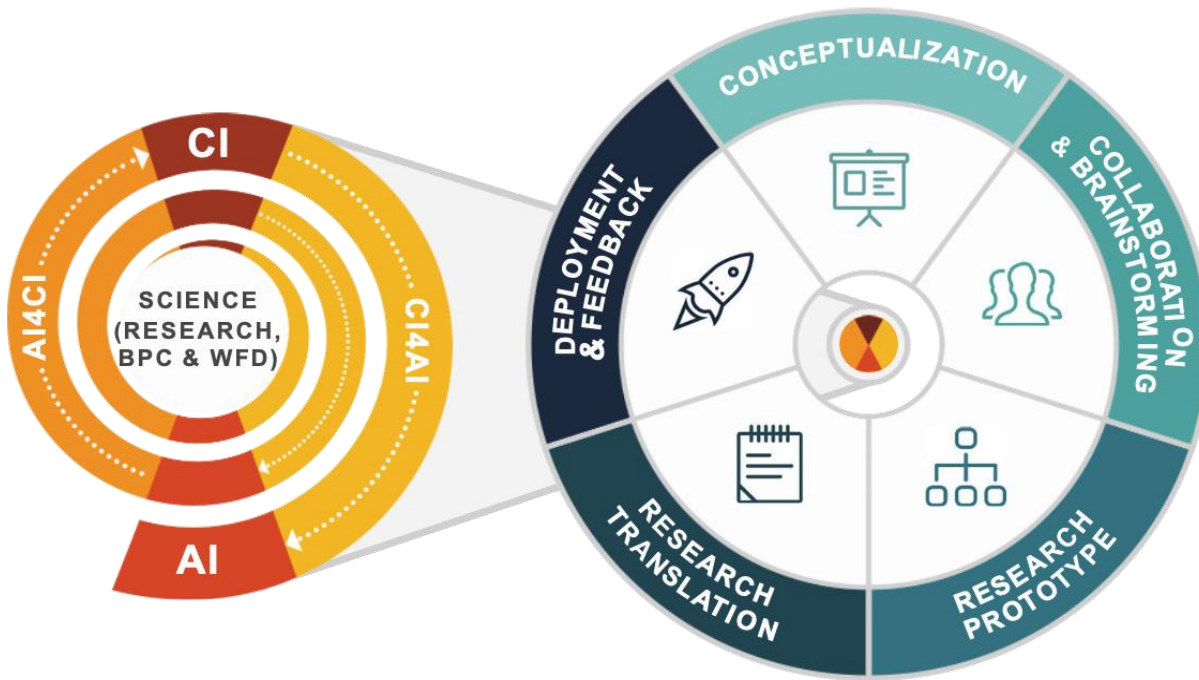 CI
AI4CI
SCIENCE
(RESEARCH,
BPC & WFD)
CI4AI
AI
CONCEPTUALIZATION
COLLABORATION
& BRAINSTORMING
RESEARCH
PROTOTYPE
RESEARCH
TRANSLATION
DEPLOYMENT
& FEEDBACK